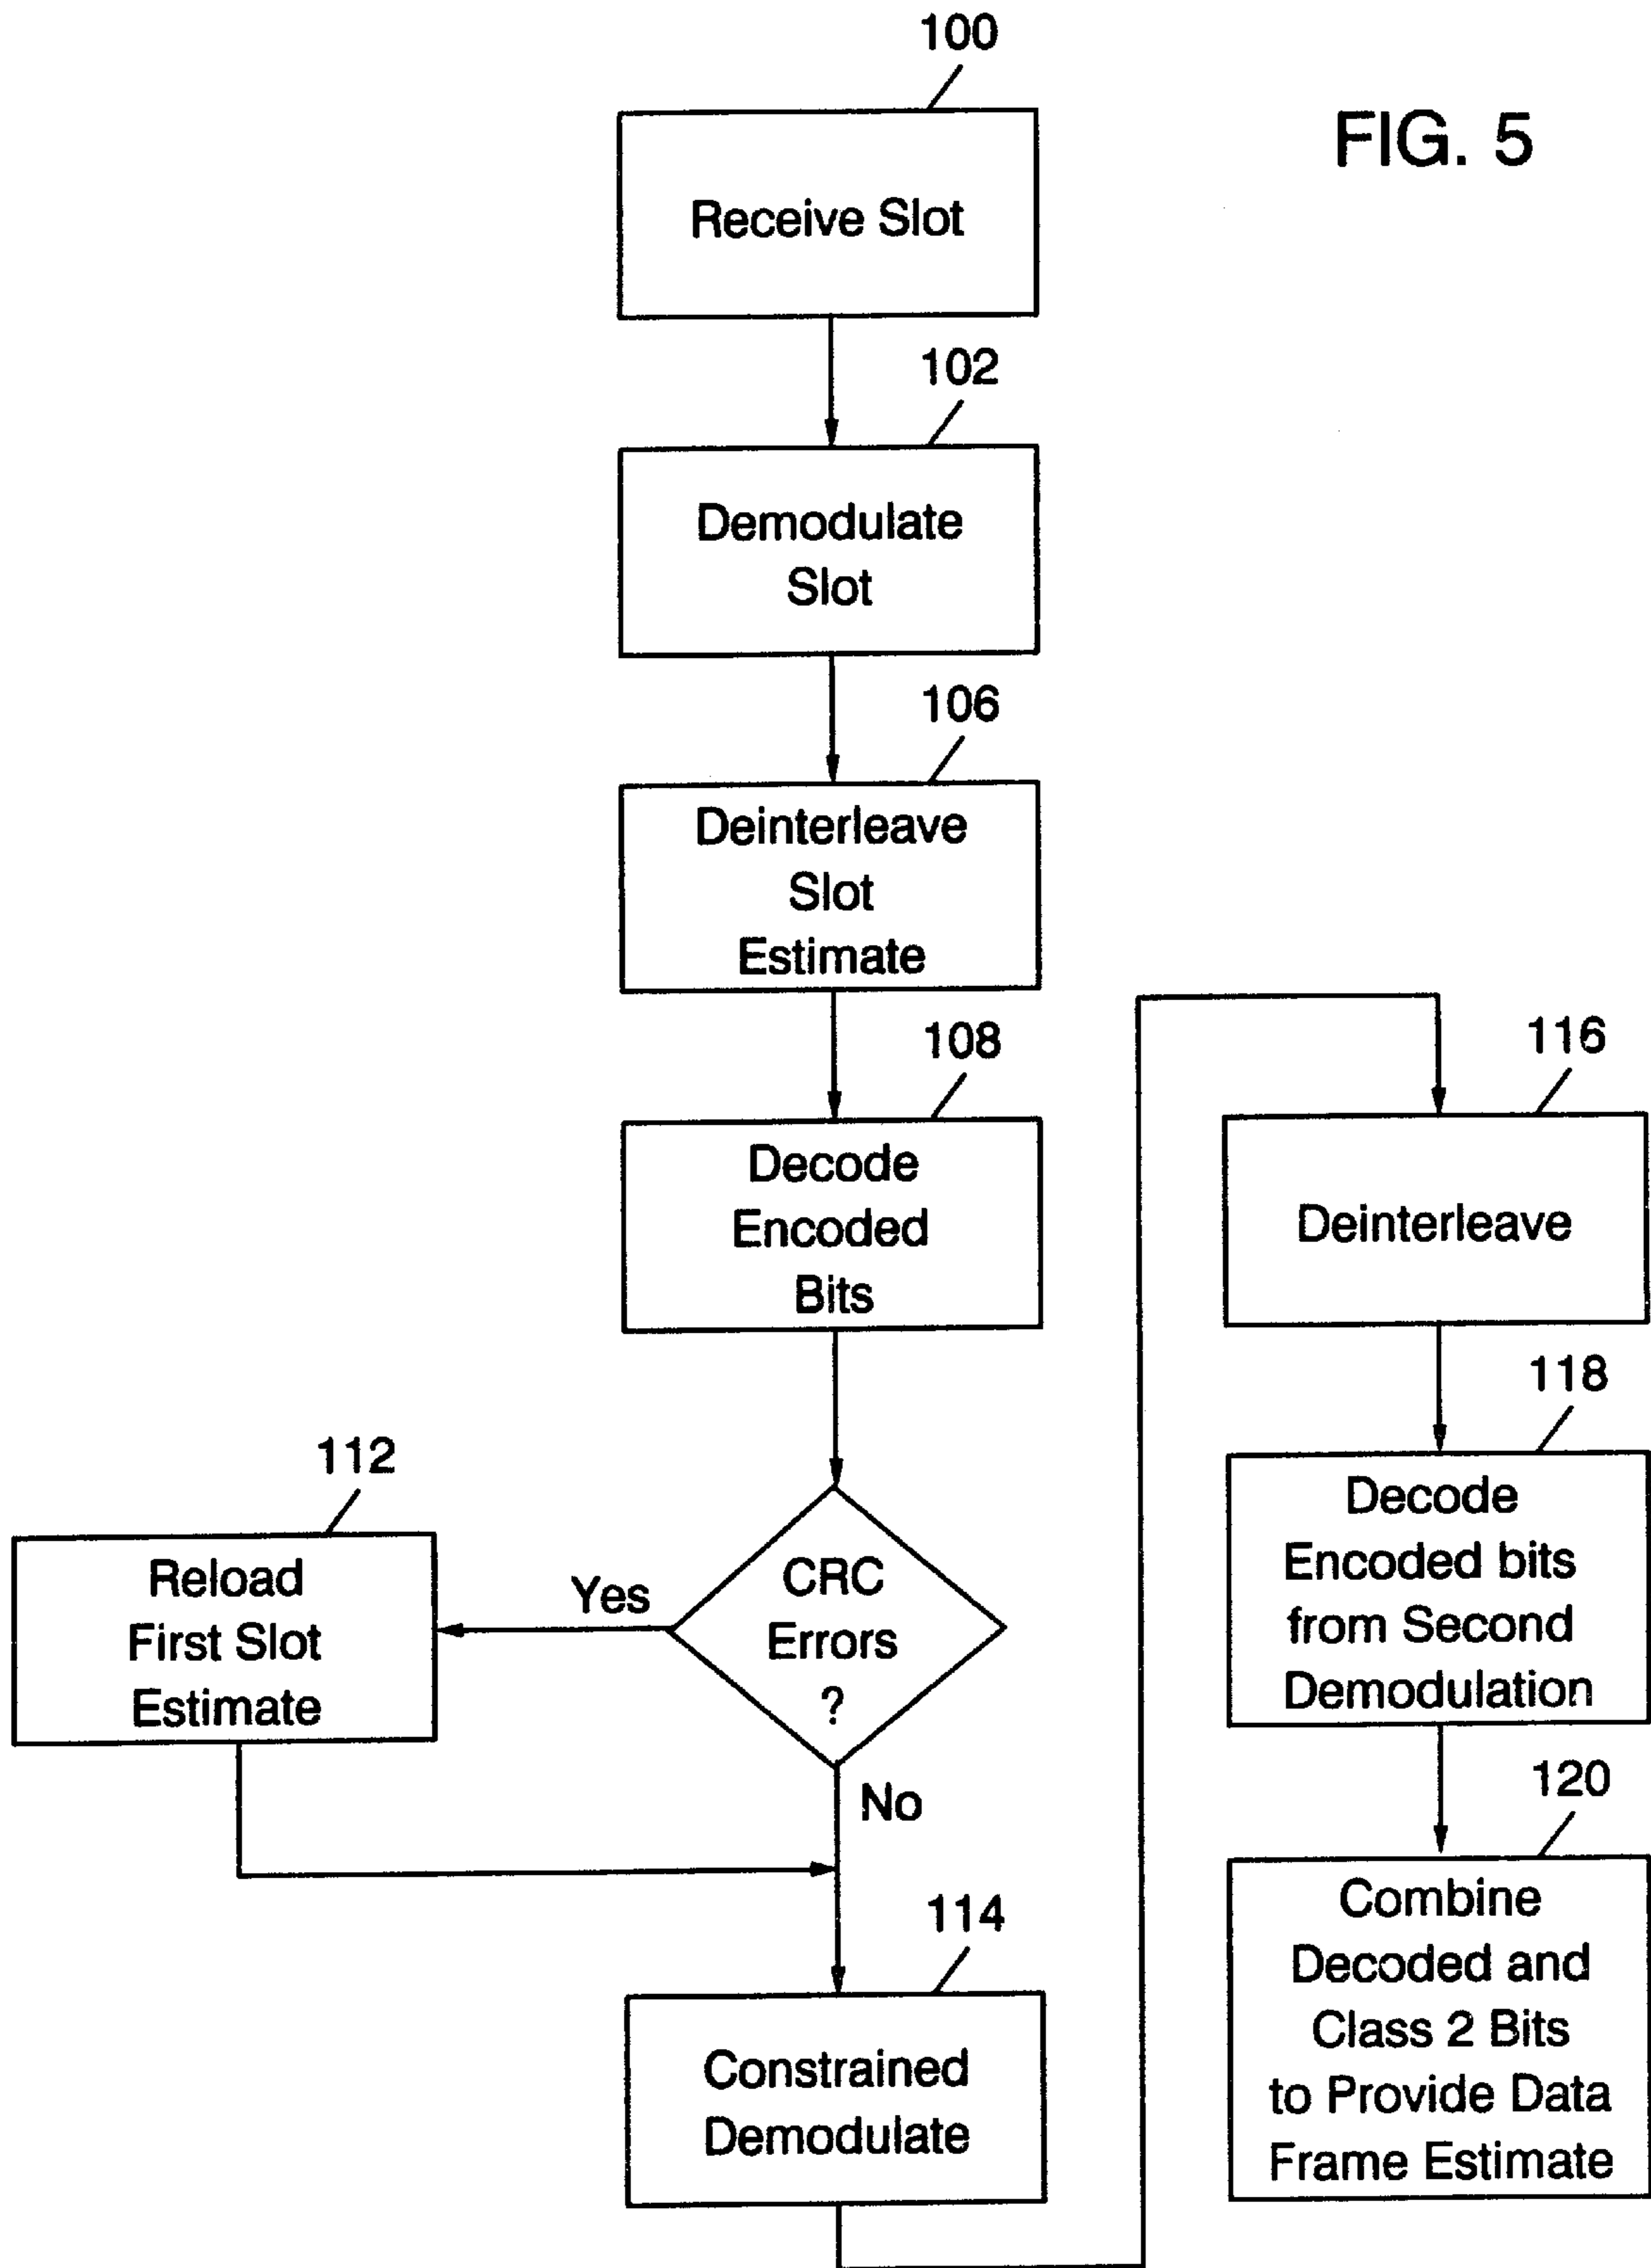 FIG. 5
100
Receive Slot
102
Demodulate
Slot
106
Deinterleave
Slot
Estimate
108
Decode
Encoded
Bits
CRC
Errors
?
Yes
No
112
Reload
First Slot
Estimate
114
Constrained
Demodulate
116
Deinterleave
118
Decode
Encoded bits
from Second
Demodulation
120
Combine
Decoded and
Class 2 Bits
to Provide Data
Frame Estimate